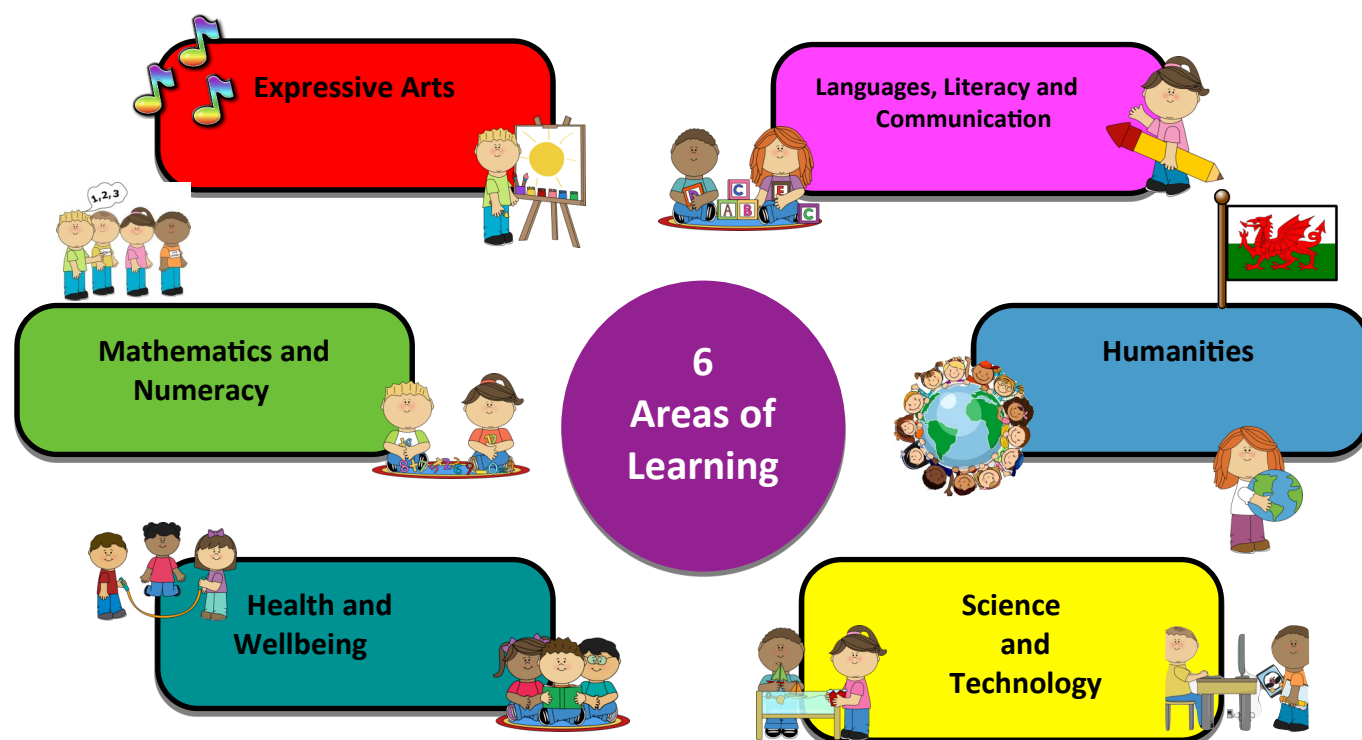 Expressive Arts
Languages, Literacy and
Communication
1,2,3
C
E
A B
C
Mathematics and
Numeracy
6
Areas of
Learning
Humanities
Health and
Wellbeing
Science
and
Technology